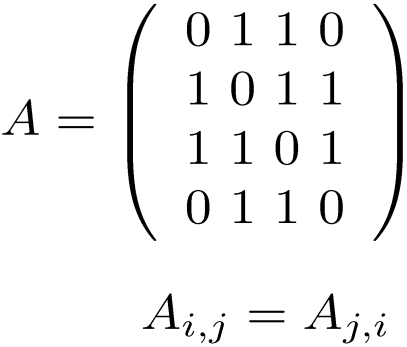 0 1 1 0
1 0 1 1
A = 
1 1 0 1
0 1 1 0
A_{i,j} = A_{j,i}